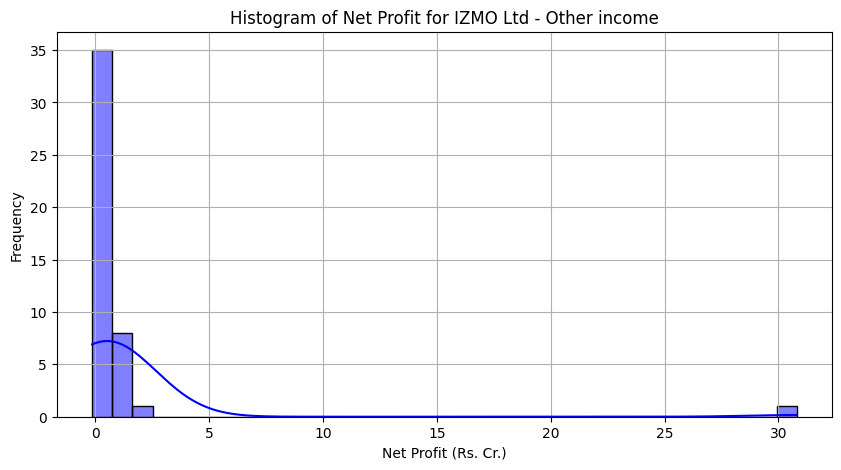 Histogram of Net Profit for IZMO Ltd - Other income
35
30
25
20
15
10
5
0
Frequency
0 5 10 15 20 25 30
Net Profit (Rs. Cr.)